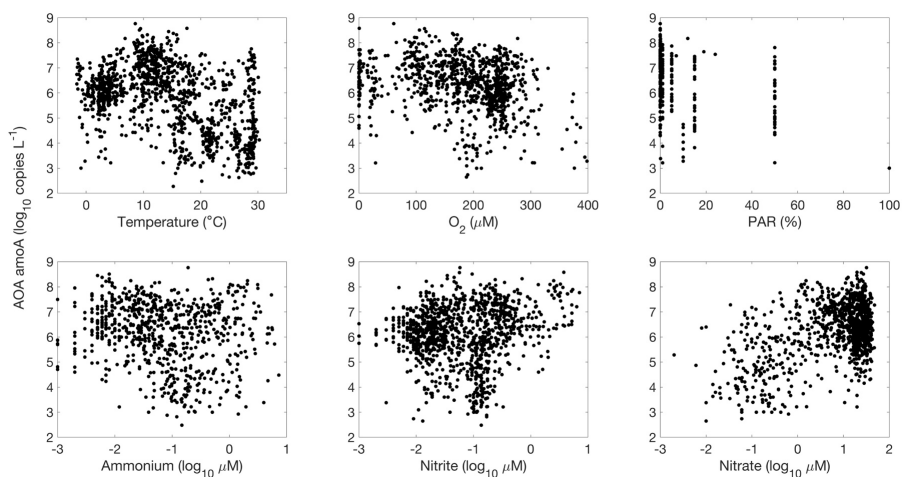 AOA amoA (log10 copies L-1)
9 9 9
8 8 8
7 7 7
6 6 6
5 5 5
4 4 4
3 3 3
2 2 2
0 10 20 30 0 100 200 300 400 0 20 40 60 80 100
Temperature (°C) O2 (μM) PAR (%)
9 9 9
8 8 8
7 7 7
6 6 6
5 5 5
4 4 4
3 3 3
2 2 2
-3 -2 -1 0 1 -3 -2 -1 0 1 -3 -2 -1 0 1 2
Ammonium (log10 μM) Nitrite (log10 μM) Nitrate (log10 μM)